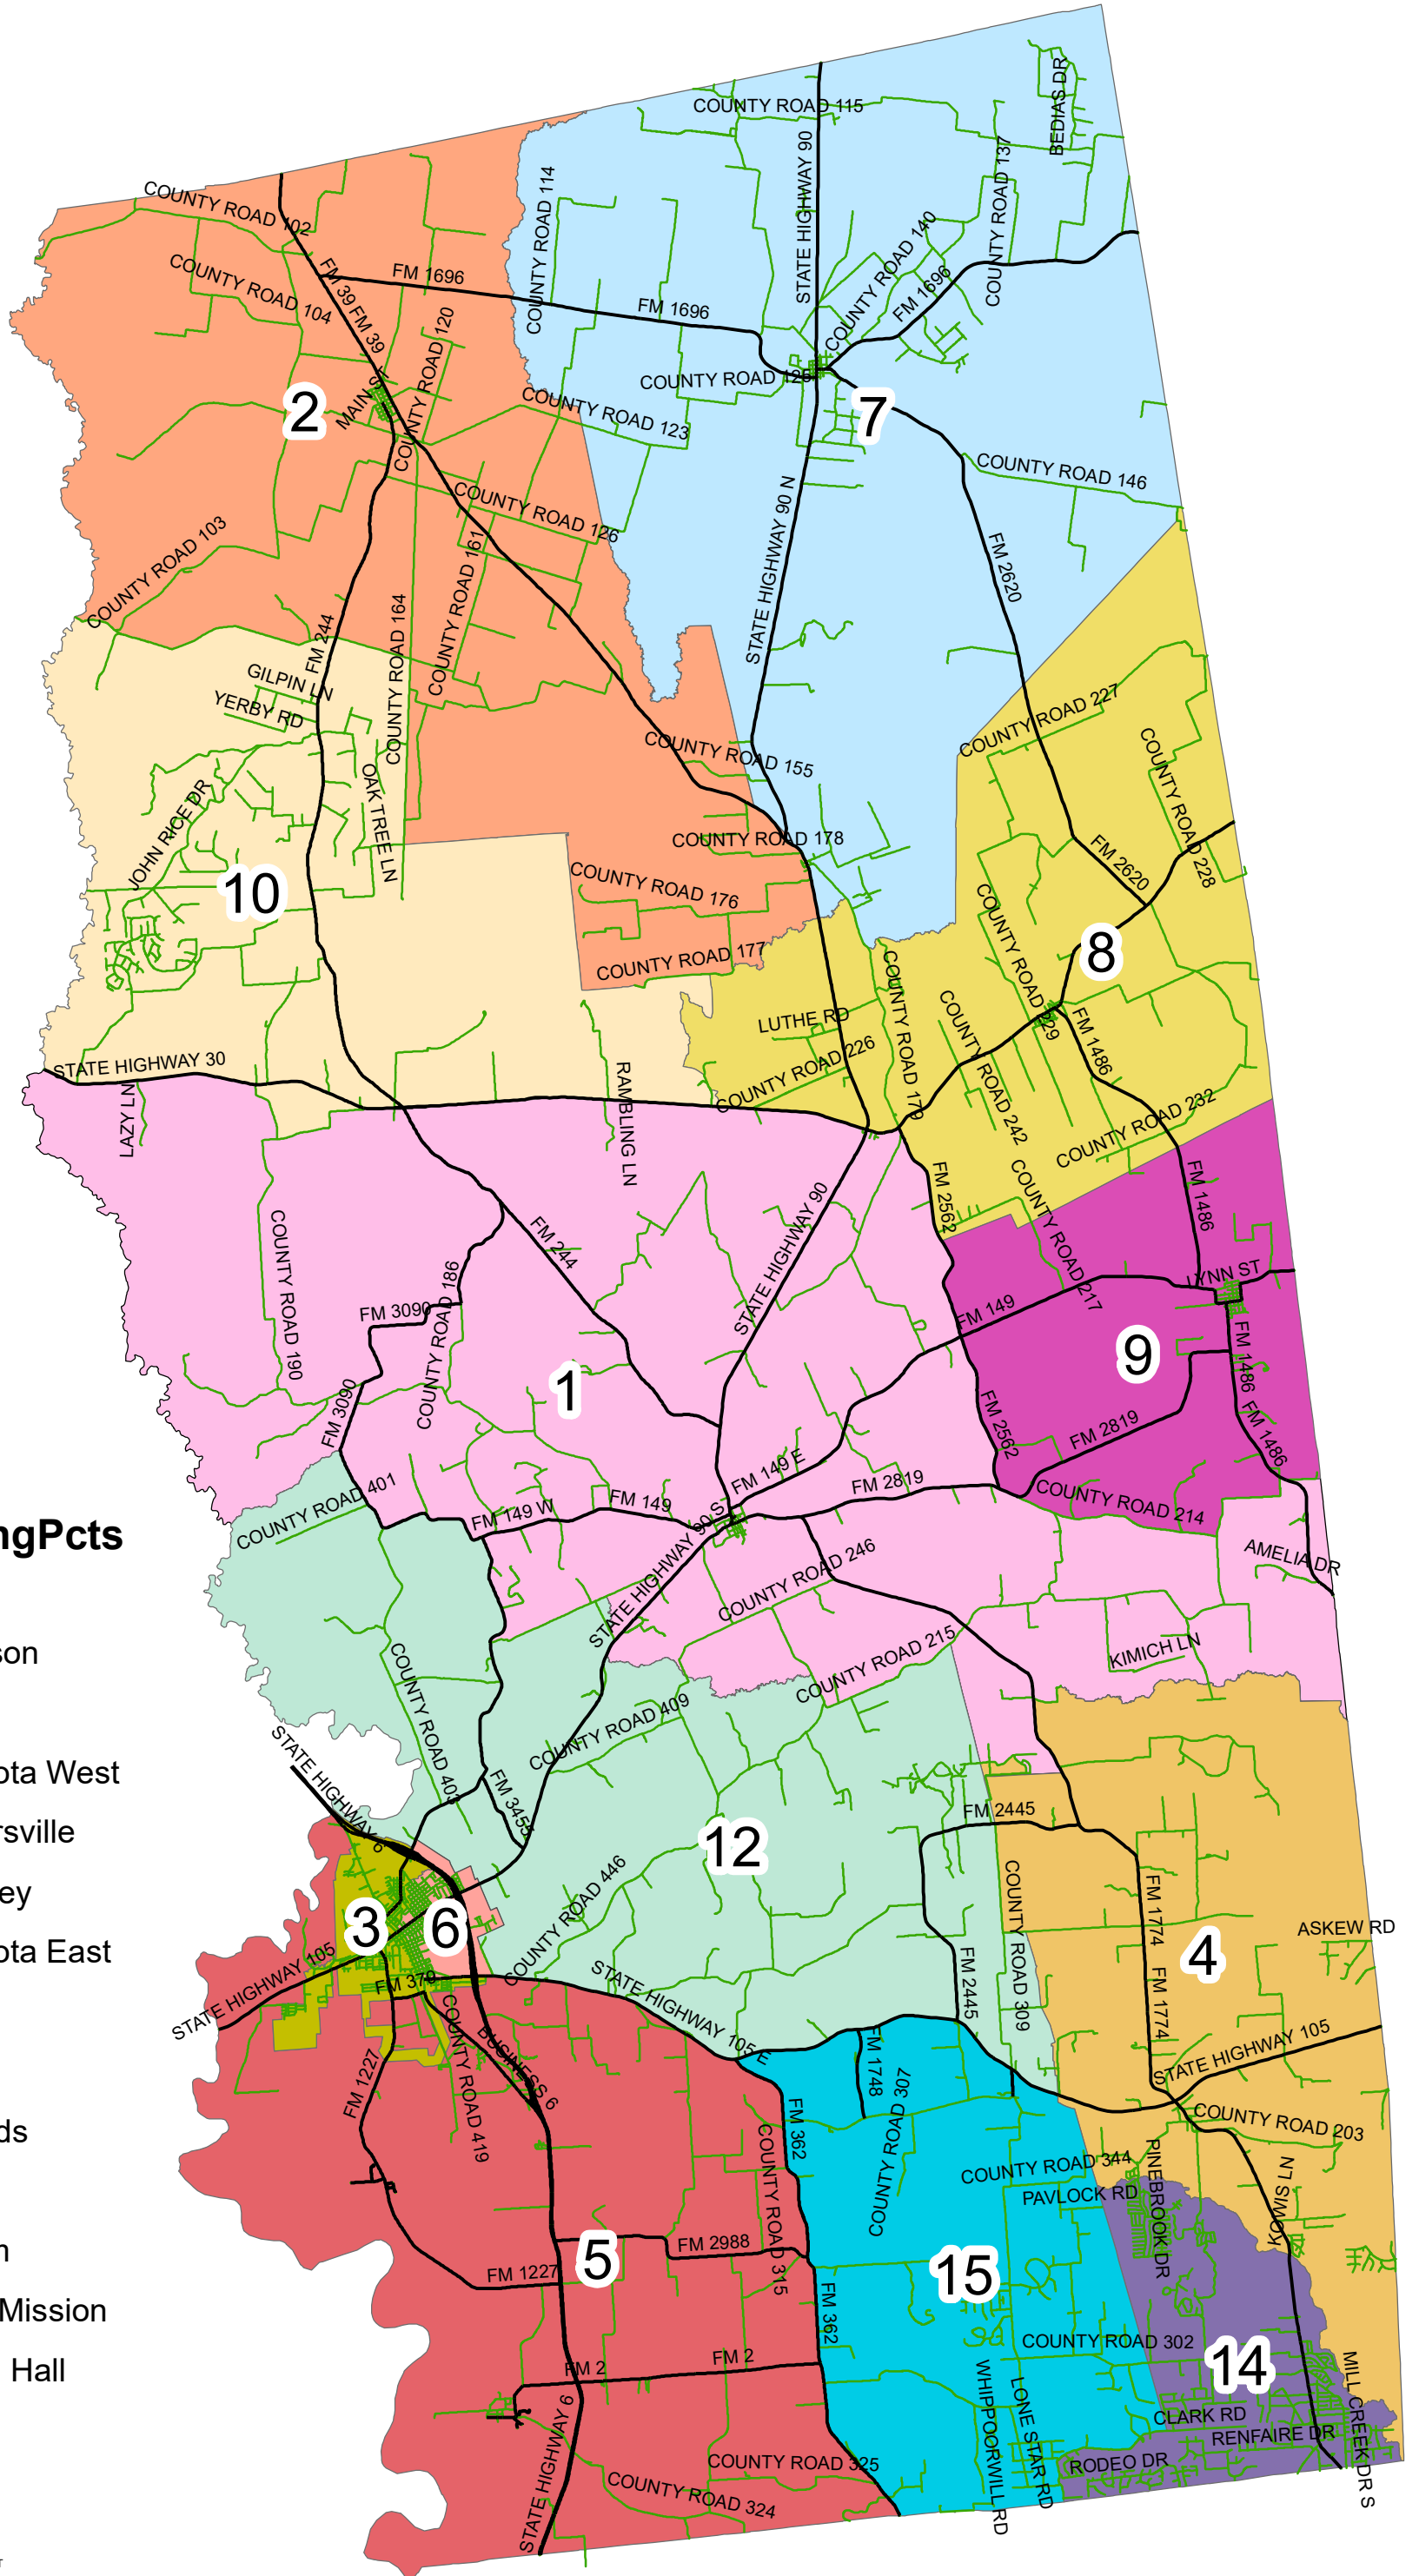 BEDIAS DR
COUNTY ROAD 115
STATE HIGHWAY 90
COUNTY ROAD 137
COUNTY ROAD 114
COUNTY ROAD 102
COUNTY ROAD 140
COUNTY ROAD 104
FM 39 FM 39
FM 1696
FM 1696
FM 1696
COUNTY ROAD 120
MAIN ST
2
COUNTY ROAD 125
COUNTY ROAD 123
7
COUNTY ROAD 146
COUNTY ROAD 126
STATE HIGHWAY 90 N
COUNTY ROAD 103
COUNTY ROAD 161
FM 2620
FM 244
COUNTY ROAD 164
GILPIN LN
YERBY RD
COUNTY ROAD 227
COUNTY ROAD 155
COUNTY ROAD 228
OAK TREE LN
JOHN RICE DR
COUNTY ROAD 178
FM 2620
10
COUNTY ROAD 176
COUNTY ROAD 177
8
COUNTY ROAD 229
COUNTY ROAD 179
LUTHE RD
COUNTY ROAD 226
COUNTY ROAD 242
FM 1486
STATE HIGHWAY 30
LAZY LN
RAMBLING LN
COUNTY ROAD 232
FM 2562
COUNTY ROAD 217
FM 1486
COUNTY ROAD 190
FM 244
STATE HIGHWAY 90
LYNN ST
FM 3090
COUNTY ROAD 186
FM 149
9
1
FM 1486
FM 3090
FM 2562
FM 2819
FM 1486
COUNTY ROAD 401
FM 149 W
FM 149
FM 149 E
FM 2819
COUNTY ROAD 214
ngPcts
STATE HIGHWAY 90 S
COUNTY ROAD 246
AMELIA DR
son
COUNTY ROAD 403
COUNTY ROAD 215
KIMICH LN
COUNTY ROAD 409
STATE HIGHWAY 6
ota West
FM 3455
FM 2445
rsville
12
COUNTY ROAD 446
COUNTY ROAD 309
FM 1774
ey
3
6
4
ASKEW RD
ota East
STATE HIGHWAY 105
FM 379
STATE HIGHWAY 105 E
FM 2445
FM 1774
COUNTY ROAD 419
BUSINESS 6
FM 1227
FM 1748
COUNTY ROAD 307
STATE HIGHWAY 105
COUNTY ROAD 203
ds
FM 362
COUNTY ROAD 315
COUNTY ROAD 344
PAVLOCK RD
PINEBROOK DR
KOWIS LN
m
5
FM 2988
FM 1227
15
Mission
FM 362
COUNTY ROAD 302
Hall
FM 2
FM 2
14
MILL CREEK DR S
WHIPPOORWILL RD
LONE STAR RD
CLARK RD
RENFAIRE DR
RODEO DR
STATE HIGHWAY 6
COUNTY ROAD 325
COUNTY ROAD 324